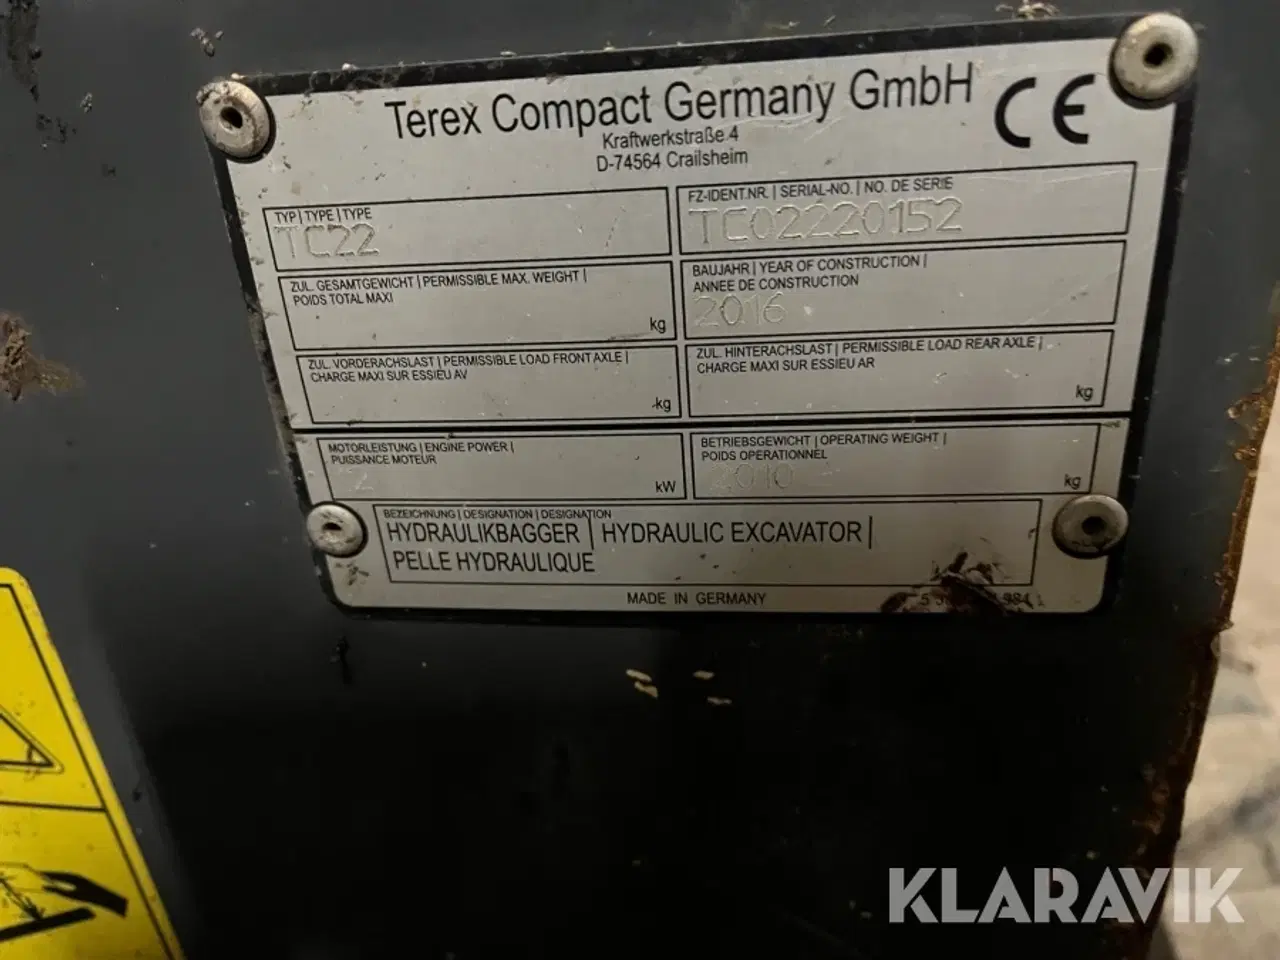 Terex Compact Germany GmbH
CE
Kraftwerkstraße 4
D-74564 Crailsheim
TYP | TYPE | TYPE
TC22
FZ-IDENT.NR. | SERIAL-NO. | NO. DE SERIE
TC02220152
ZUL. GESAMTGEWICHT | PERMISSIBLE MAX. WEIGHT |
POIDS TOTAL MAXI
kg
BAUJAHR | YEAR OF CONSTRUCTION |
ANNEE DE CONSTRUCTION
2016
ZUL. VORDERACHSLAST | PERMISSIBLE LOAD FRONT AXLE |
CHARGE MAXI SUR ESSIEU AV
kg
ZUL. HINTERACHSLAST | PERMISSIBLE LOAD REAR AXLE |
CHARGE MAXI SUR ESSIEU AR
kg
MOTORLEISTUNG | ENGINE POWER |
PUISSANCE MOTEUR
kW
BETRIEBSGEWICHT | OPERATING WEIGHT |
POIDS OPERATIONNEL
2010
kg
BEZEICHNUNG | DESIGNATION | DESIGNATION
HYDRAULIKBAGGER | HYDRAULIC EXCAVATOR |
PELLE HYDRAULIQUE
MADE IN GERMANY
KLARAVIK